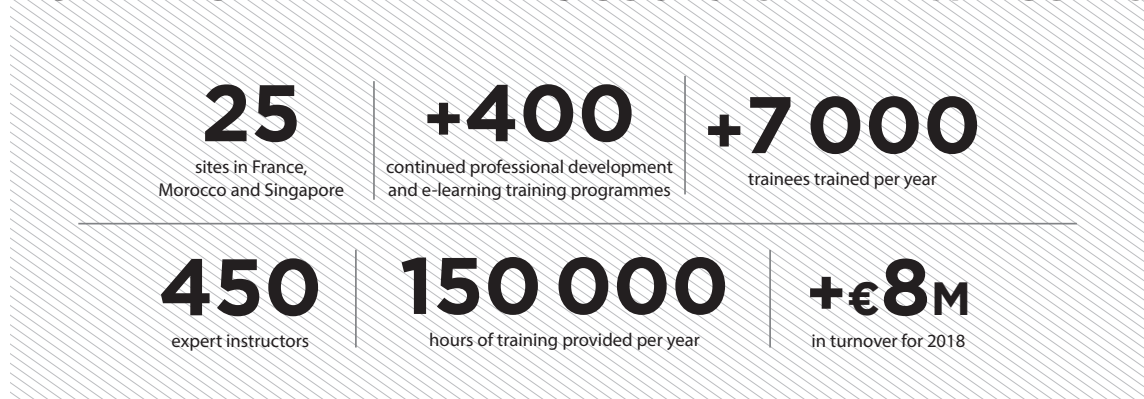 25
sites in France,
Morocco and Singapore
+400
continued professional development
and e-learning training programmes
+7 000
trainees trained per year
450
expert instructors
150 000
hours of training provided per year
+€8M
in turnover for 2018